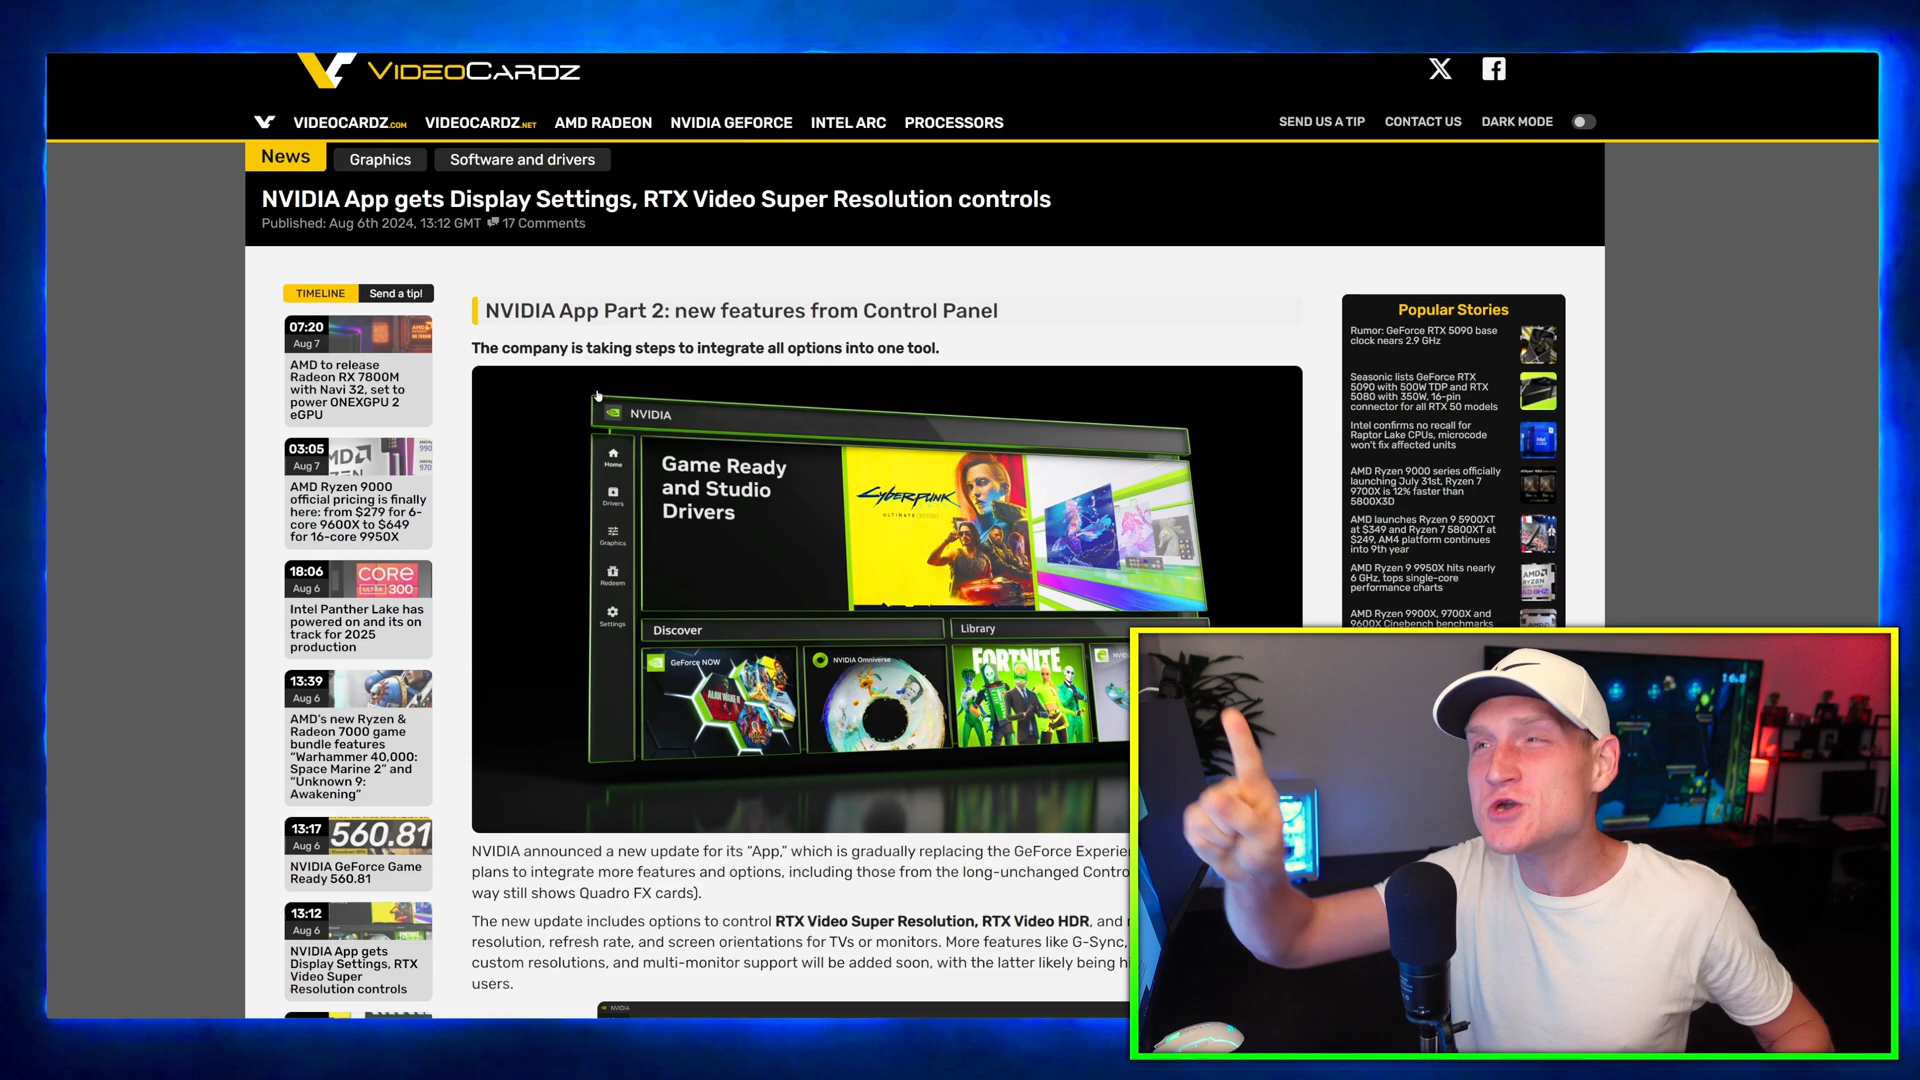 VIDEOCARDZ
VIDEOCARDZ.COM VIDEOCARDZ.NET AMD RADEON NVIDIA GEFORCE INTEL ARC PROCESSORS
SEND US A TIP CONTACT US DARK MODE
News Graphics Software and drivers
NVIDIA App gets Display Settings, RTX Video Super Resolution controls
Published: Aug 6th 2024, 13:12 GMT 17 Comments
TIMELINE Send a tip!
07:20
Aug 7
AMD to release
Radeon RX 7800M
with Navi 32, set to
power ONEXGPU 2
eGPU
03:05
Aug 7
AMD Ryzen 9000
official pricing is finally
here: from $279 for 6-
core 9600X to $649
for 16-core 9950X
18:06
Aug 6
CORE
ULTRA 300
Intel Panther Lake has
powered on and its on
track for 2025
production
13:39
Aug 6
AMD's new Ryzen &
Radeon 7000 game
bundle features
"Warhammer 40,000:
Space Marine 2" and
"Unknown 9:
Awakening"
13:17
Aug 6
560.81
NVIDIA GeForce Game
Ready 560.81
13:12
Aug 6
NVIDIA App gets
Display Settings, RTX
Video Super
Resolution controls
NVIDIA App Part 2: new features from Control Panel
The company is taking steps to integrate all options into one tool.
NVIDIA
Home
Drivers
Graphics
Redeem
Settings
Game Ready
and Studio
Drivers
CYBERPUNK
ULTIMATE EDITION
Discover
Library
GeForce NOW
ALAN WAKE II
NVIDIA Omniverse
FORTNITE
NVIDIA announced a new update for its "App," which is gradually replacing the GeForce Experien
plans to integrate more features and options, including those from the long-unchanged Contro
way still shows Quadro FX cards).
The new update includes options to control RTX Video Super Resolution, RTX Video HDR, and
resolution, refresh rate, and screen orientations for TVs or monitors. More features like G-Sync,
custom resolutions, and multi-monitor support will be added soon, with the latter likely being hi
users.
NVIDIA
Popular Stories
Rumor: GeForce RTX 5090 base
clock nears 2.9 GHz
Seasonic lists GeForce RTX
5090 with 500W TDP and RTX
5080 with 350W, 16-pin
connector for all RTX 50 models
Intel confirms no recall for
Raptor Lake CPUs, microcode
won't fix affected units
AMD Ryzen 9000 series officially
launching July 31st, Ryzen 7
9700X is 12% faster than
5800X3D
AMD launches Ryzen 9 5900XT
at $349 and Ryzen 7 5800XT at
$249, AM4 platform continues
into 9th year
AMD Ryzen 9 9950X hits nearly
6 GHz, tops single-core
performance charts
AMD Ryzen 9900X, 9700X and
9600X Cinebench benchmarks